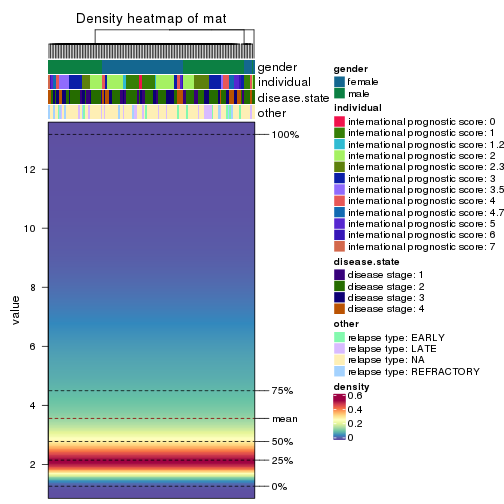 Density heatmap of mat
gender
individual
disease.state
other
value
12
10
8
6
4
2
100%
75%
mean
50%
25%
0%
gender
female
male
individual
international prognostic score: 0
international prognostic score: 1
international prognostic score: 1.2
international prognostic score: 2
international prognostic score: 2.3
international prognostic score: 3
international prognostic score: 3.5
international prognostic score: 4
international prognostic score: 4.7
international prognostic score: 5
international prognostic score: 6
international prognostic score: 7
disease.state
disease stage: 1
disease stage: 2
disease stage: 3
disease stage: 4
other
relapse type: EARLY
relapse type: LATE
relapse type: NA
relapse type: REFRACTORY
density
0.6
0.4
0.2
0